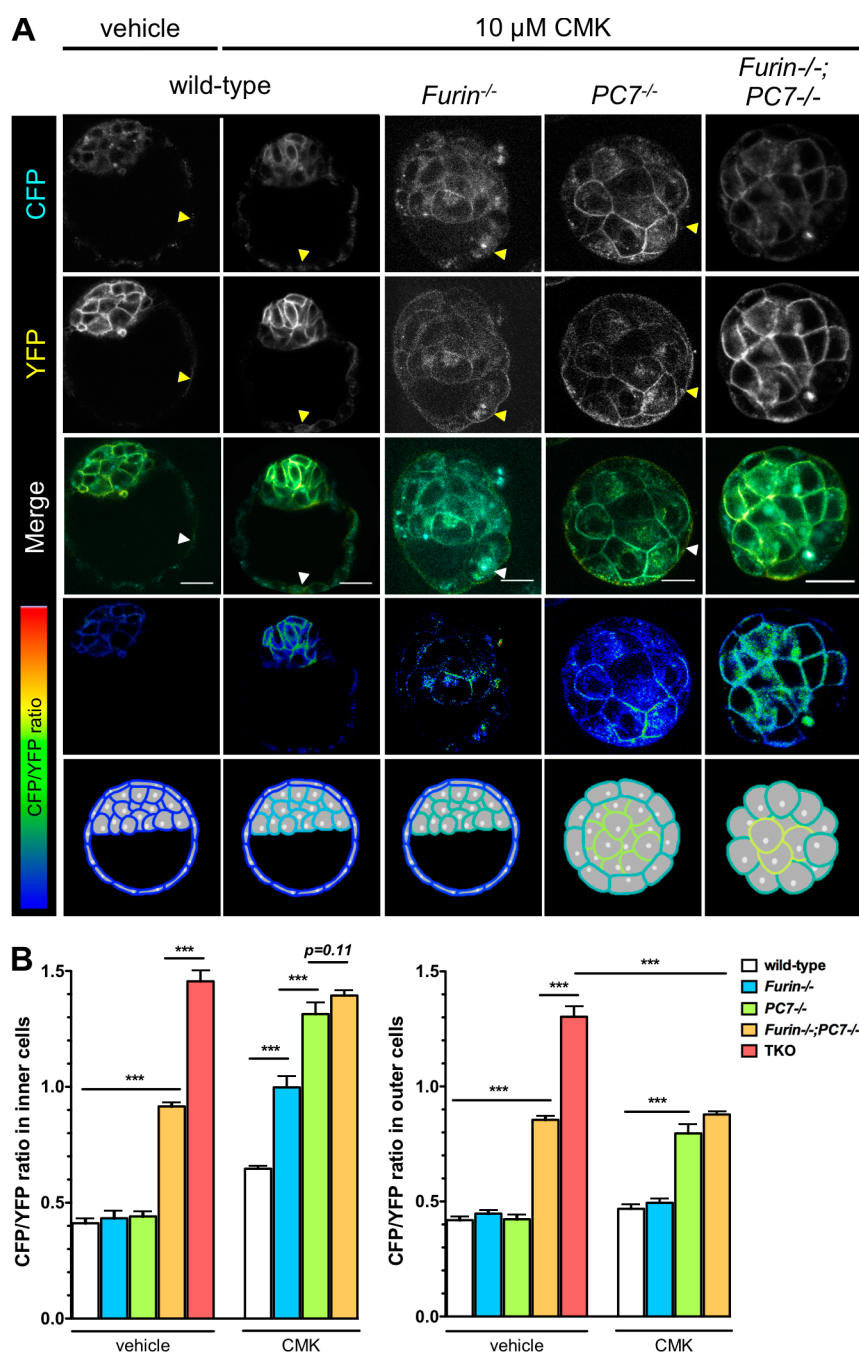 A
vehicle
10 µM CMK
wild-type
Furin-/-
PC7-/-
Furin-/-;
PC7-/-
CFP
YFP
Merge
CFP/YFP ratio
B
CFP/YFP ratio in inner cells
1.5
1.0
0.5
0.0
***
***
***
***
p=0.11
vehicle
CMK
CFP/YFP ratio in outer cells
1.5
1.0
0.5
0.0
***
***
***
***
vehicle
CMK
wild-type
Furin-/-
PC7-/-
Furin-/-;PC7-/-
TKO